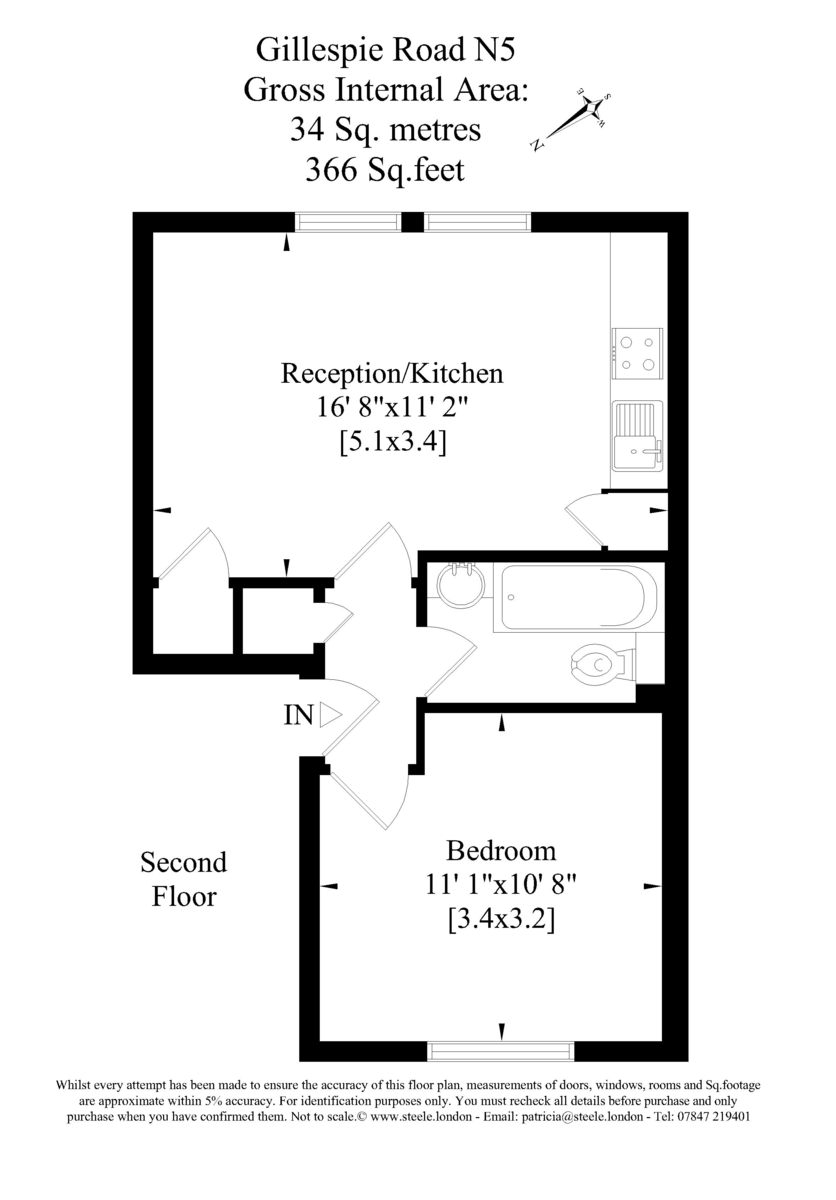 Gillespie Road N5
Gross Internal Area:
34 Sq. metres
366 Sq.feet
E
S
W
N
Reception/Kitchen
16' 8"x11' 2"
[5.1x3.4]
IN
Bedroom
11' 1"x10' 8"
[3.4x3.2]
Second
Floor
Whilst every attempt has been made to ensure the accuracy of this floor plan, measurements of doors, windows, rooms and Sq.footage
are approximate within 5% accuracy. For identification purposes only. You must recheck all details before purchase and only
purchase when you have confirmed them. Not to scale.© www.steele.london - Email: patricia@steele.london - Tel: 07847 219401